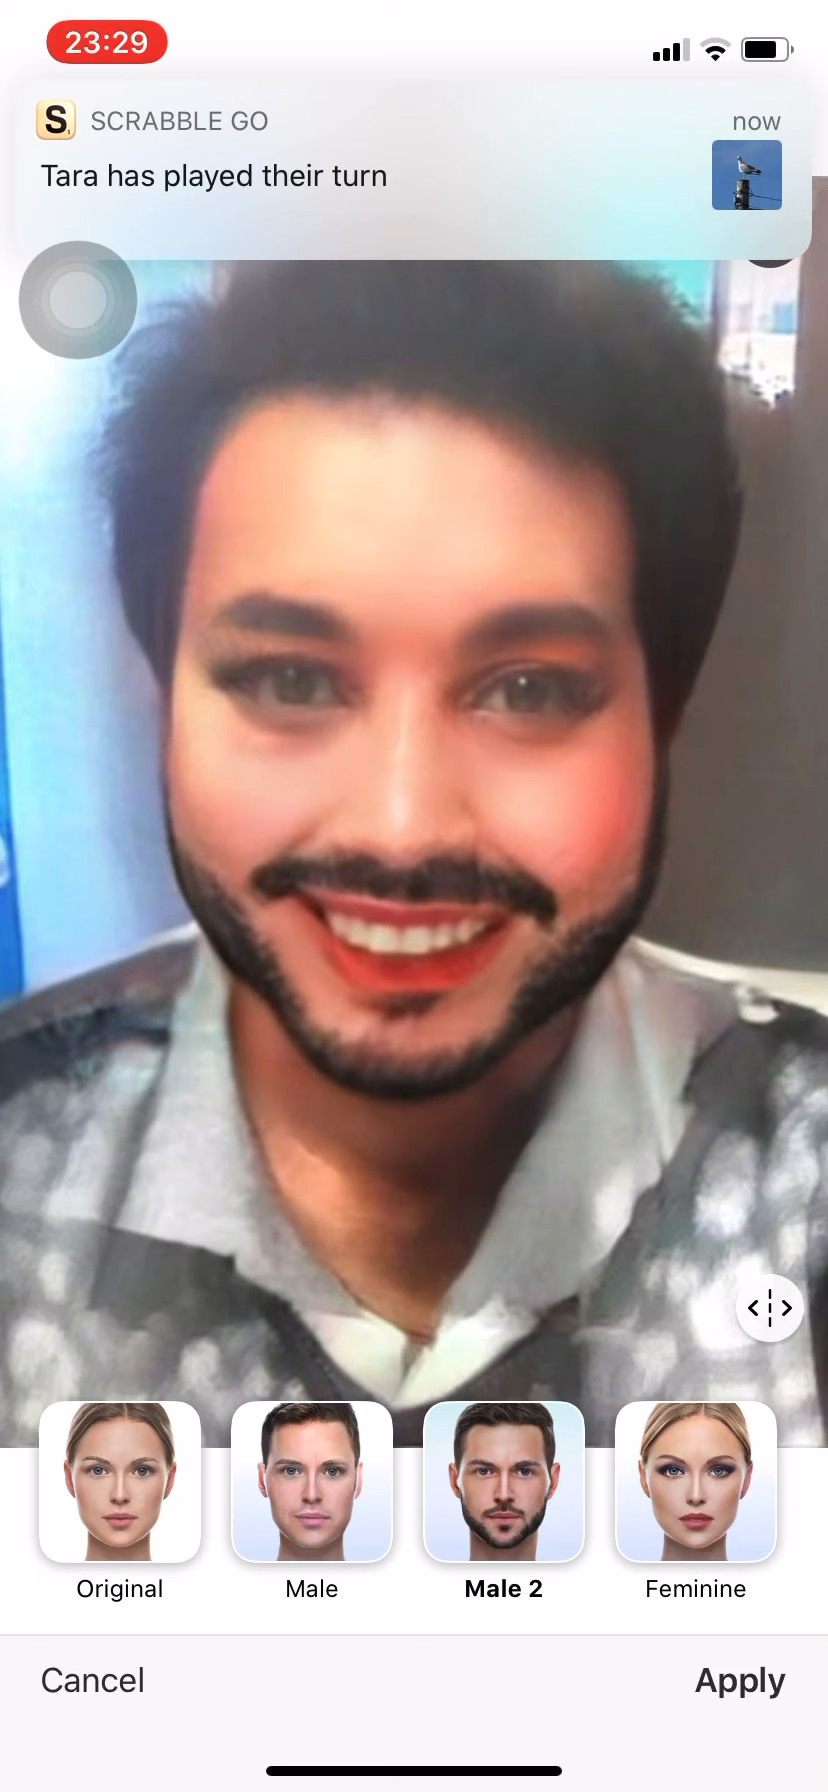 23:29
S
SCRABBLE GO
now
Tara has played their turn
Original
Male
Male 2
Feminine
Cancel
Apply